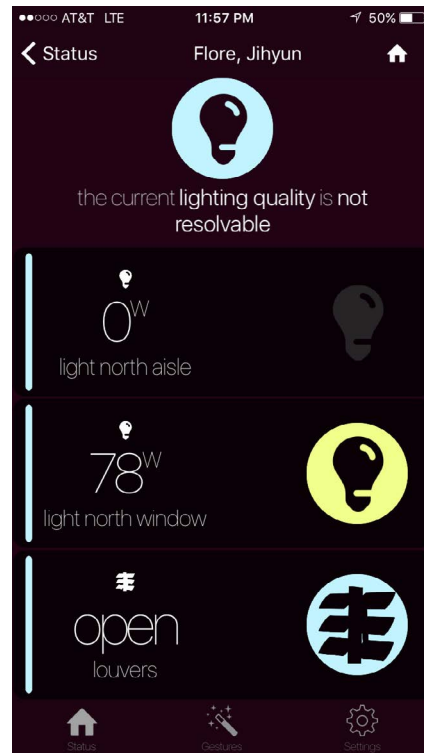 AT&T LTE 11:57 PM 50%
Status Flore, Jihyun
the current lighting quality is not
resolvable
0W
light north aisle
78W
light north window
open
louvers
Status Gestures Settings